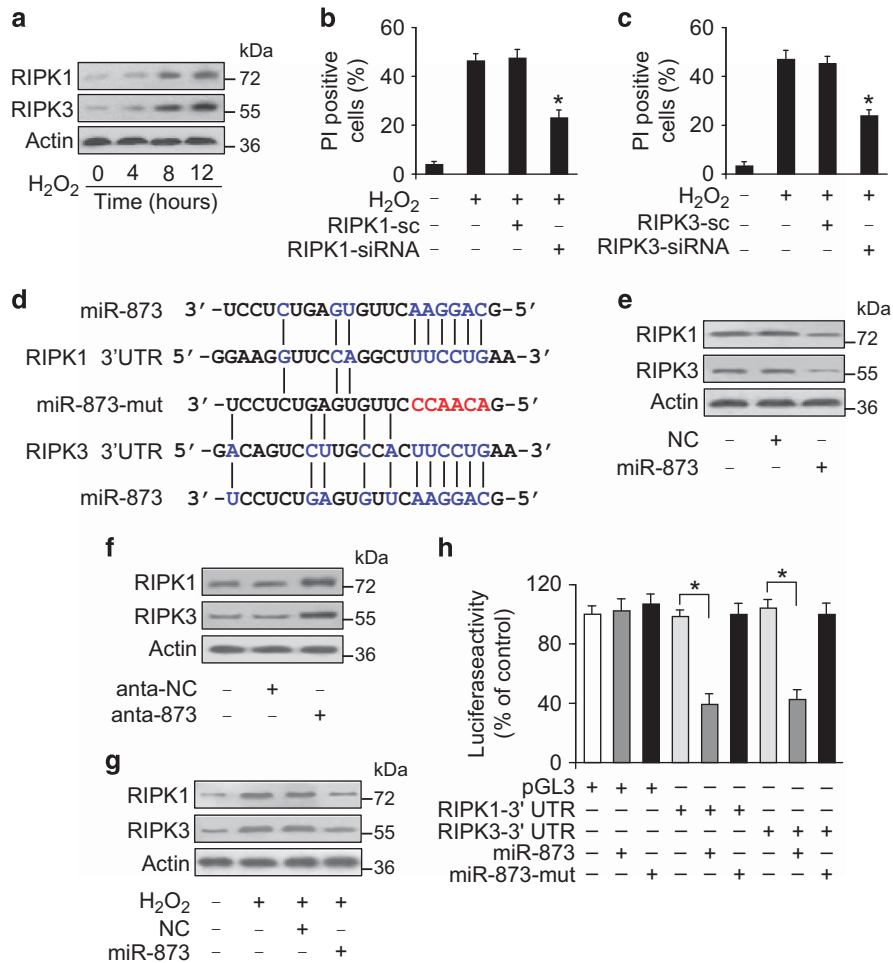 a
kDa
RIPK1
72
RIPK3
55
Actin
36
H2O2 0 4 8 12
Time (hours)
b
PI positive cells (%)
60
40
20
0
H2O2 – + + +
RIPK1-sc – – + –
RIPK1-siRNA – – – +
*
c
PI positive cells (%)
60
40
20
0
H2O2 – + + +
RIPK3-sc – – + –
RIPK3-siRNA – – – +
*
d
miR-873 3′-UCCUCUGAGUGUUCAAGGACG-5′
RIPK1 3′UTR 5′-GGAAGGUUCCAGGCUUUCCUGAA-3′
miR-873-mut 3′-UCCUCUGAGUGUUCCCAACAG-5′
RIPK3 3′UTR 5′-GACAGUCCUUGCCACUUCCUGAA-3′
miR-873 3′-UCCUCUGAGUGUUCAAGGACG-5′
e
kDa
RIPK1
72
RIPK3
55
Actin
36
NC – + –
miR-873 – – +
f
kDa
RIPK1
72
RIPK3
55
Actin
36
anta-NC – + –
anta-873 – – +
g
kDa
RIPK1
72
RIPK3
55
Actin
36
H2O2 – + + +
NC – – + –
miR-873 – – – +
h
Luciferaseactivity
(% of control)
120
80
40
0
*
*
pGL3 + + + – – – – – –
RIPK1-3' UTR – – – + + + – – –
RIPK3-3' UTR – – – – – – + + +
miR-873 – + – – + – – + –
miR-873-mut – – + – – + – – +